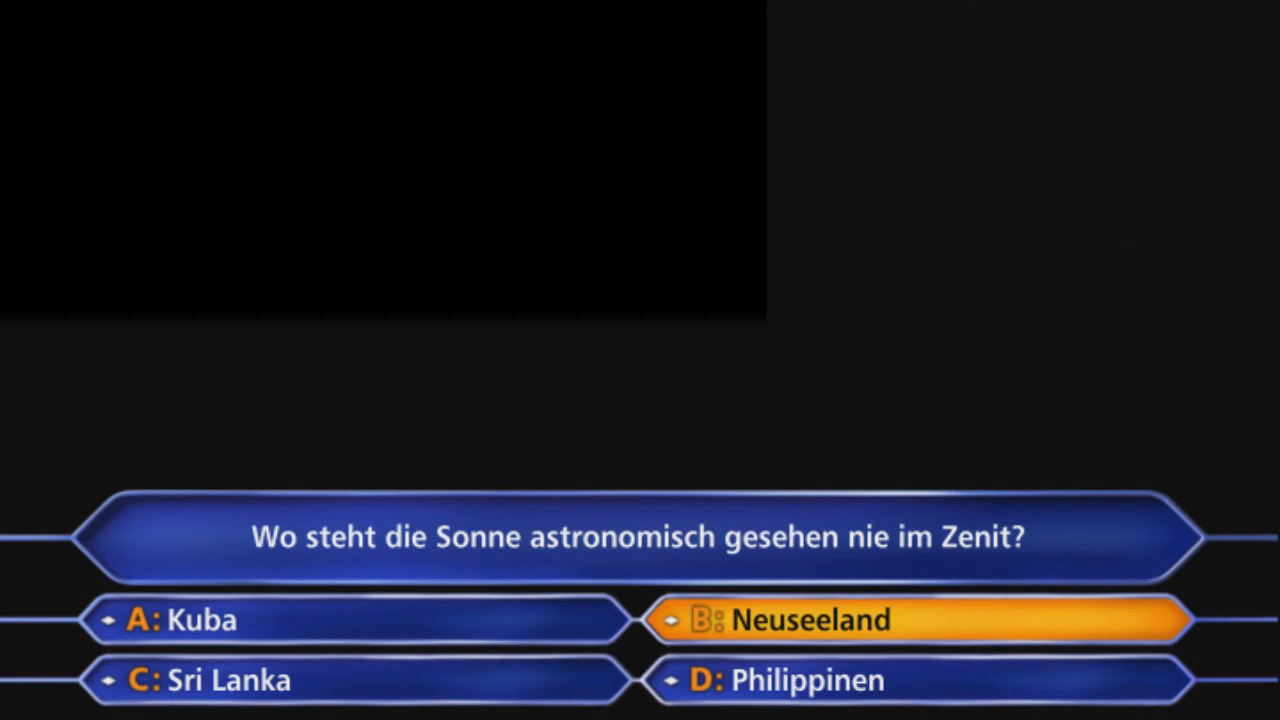 Wo steht die Sonne astronomisch gesehen nie im Zenit?
A: Kuba
B: Neuseeland
C: Sri Lanka
D: Philippinen